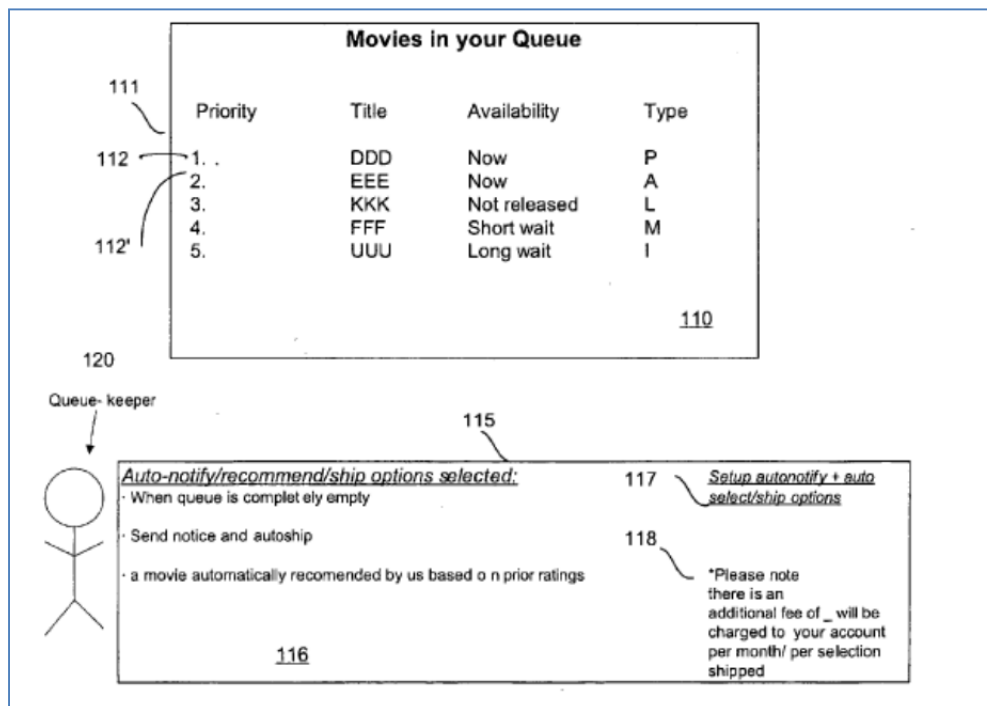 Movies in your Queue
111
Priority Title Availability Type
112 1. . DDD Now P
2. EEE Now A
3. KKK Not released L
112' 4. FFF Short wait M
5. UUU Long wait I
110
120
Queue- keeper
115
Auto-notify/recommend/ship options selected:
· When queue is completely empty
· Send notice and autoship
· a movie automatically recomended by us based o n prior ratings
116
117 Setup autonotify + auto
select/ship options
118
*Please note
there is an
additional fee of _ will be
charged to your account
per month/ per selection
shipped